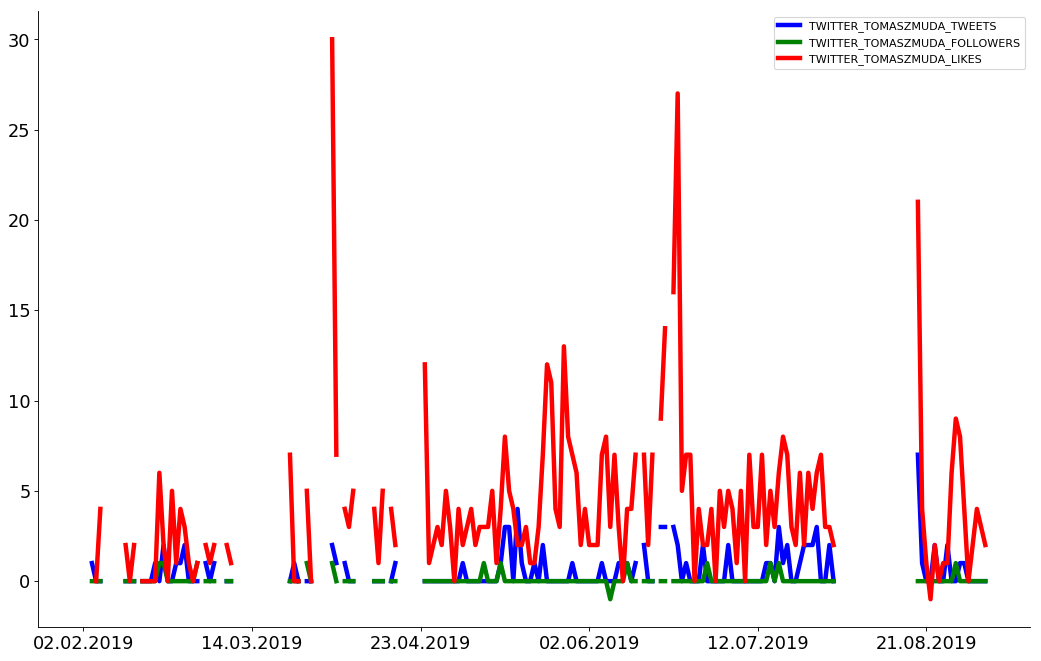 TWITTER_TOMASZMUDA_TWEETS
TWITTER_TOMASZMUDA_FOLLOWERS
TWITTER_TOMASZMUDA_LIKES
30
25
20
15
10
5
0
02.02.2019 14.03.2019 23.04.2019 02.06.2019 12.07.2019 21.08.2019